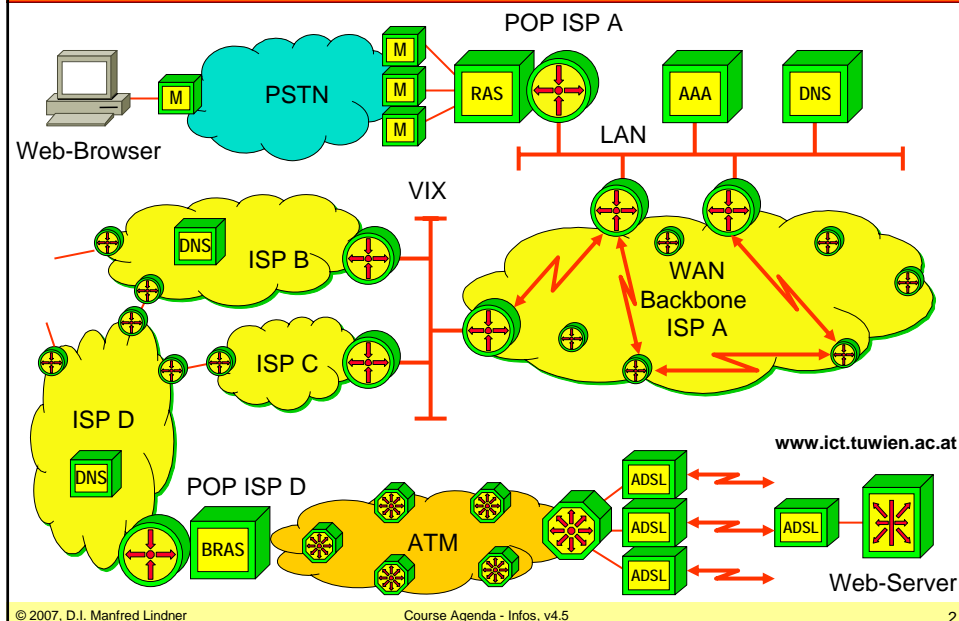 POP ISP A
M
M
PSTN
M
M
RAS
AAA
DNS
Web-Browser
LAN
VIX
DNS
ISP B
WAN
Backbone
ISP A
ISP C
ISP D
DNS
www.ict.tuwien.ac.at
POP ISP D
BRAS
ATM
ADSL
ADSL
ADSL
ADSL
Web-Server
© 2007, D.I. Manfred Lindner
Course Agenda - Infos, v4.5
2